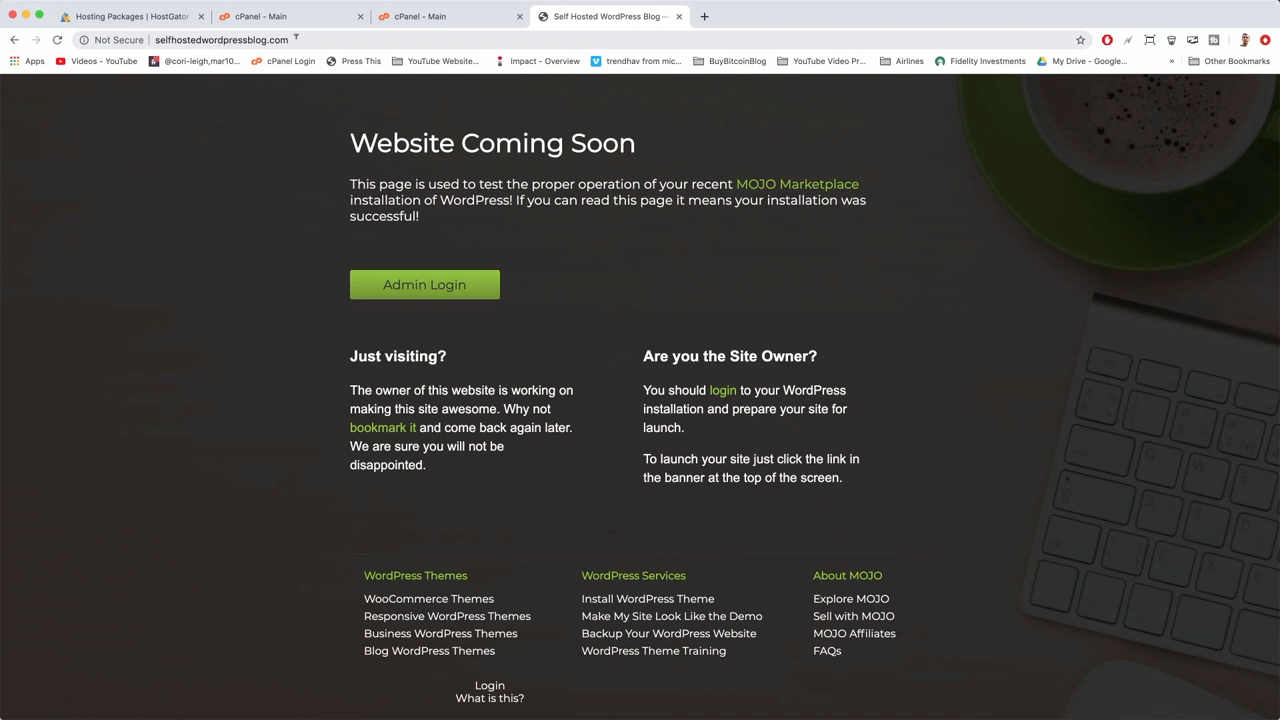 Hosting Packages | HostGator
cPanel - Main
cPanel - Main
Self Hosted WordPress Blog —
Not Secure
selfhostedwordpressblog.com
Apps
Videos - YouTube
@cori-leigh,mar10...
cPanel Login
Press This
YouTube Website...
Impact - Overview
trendhav from mic...
BuyBitcoinBlog
YouTube Video Pr...
Airlines
Fidelity Investments
My Drive - Google...
»
Other Bookmarks
Website Coming Soon
This page is used to test the proper operation of your recent MOJO Marketplace
installation of WordPress! If you can read this page it means your installation was
successful!
Admin Login
Just visiting?
The owner of this website is working on
making this site awesome. Why not
bookmark it and come back again later.
We are sure you will not be
disappointed.
Are you the Site Owner?
You should login to your WordPress
installation and prepare your site for
launch.
To launch your site just click the link in
the banner at the top of the screen.
WordPress Themes
WooCommerce Themes
Responsive WordPress Themes
Business WordPress Themes
Blog WordPress Themes
WordPress Services
Install WordPress Theme
Make My Site Look Like the Demo
Backup Your WordPress Website
WordPress Theme Training
About MOJO
Explore MOJO
Sell with MOJO
MOJO Affiliates
FAQs
Login
What is this?